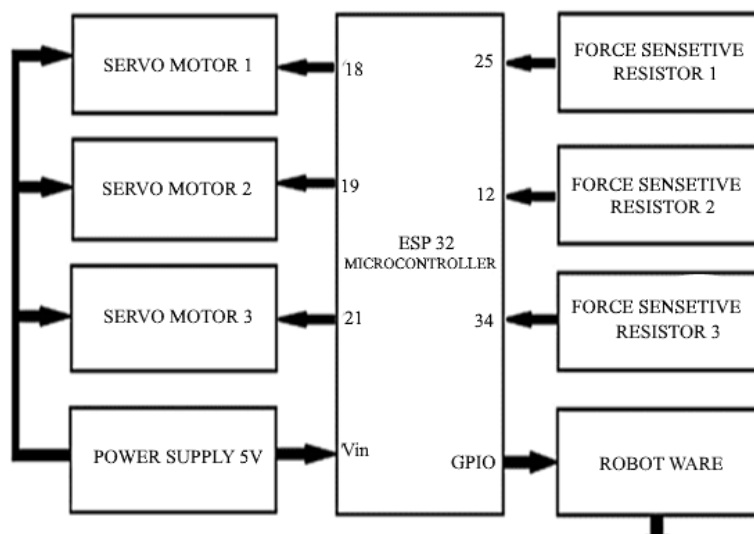 SERVO MOTOR 1
18
25
FORCE SENSETIVE
RESISTOR 1
SERVO MOTOR 2
19
12
FORCE SENSETIVE
RESISTOR 2
ESP 32
MICROCONTROLLER
SERVO MOTOR 3
21
34
FORCE SENSETIVE
RESISTOR 3
POWER SUPPLY 5V
Vin
GPIO
ROBOT WARE